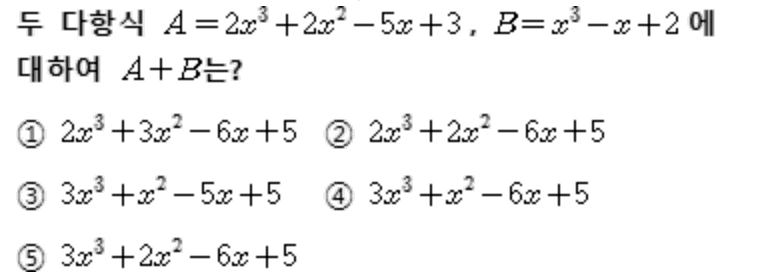 두 다항식 A=2x³+2x²-5x+3, B=x³-x+2에
대하여 A+B는?
① 2x³+3x²-6x+5 ② 2x³+2x²-6x+5
③ 3x³+x²-5x+5 ④ 3x³+x²-6x+5
⑤ 3x³+2x²-6x+5